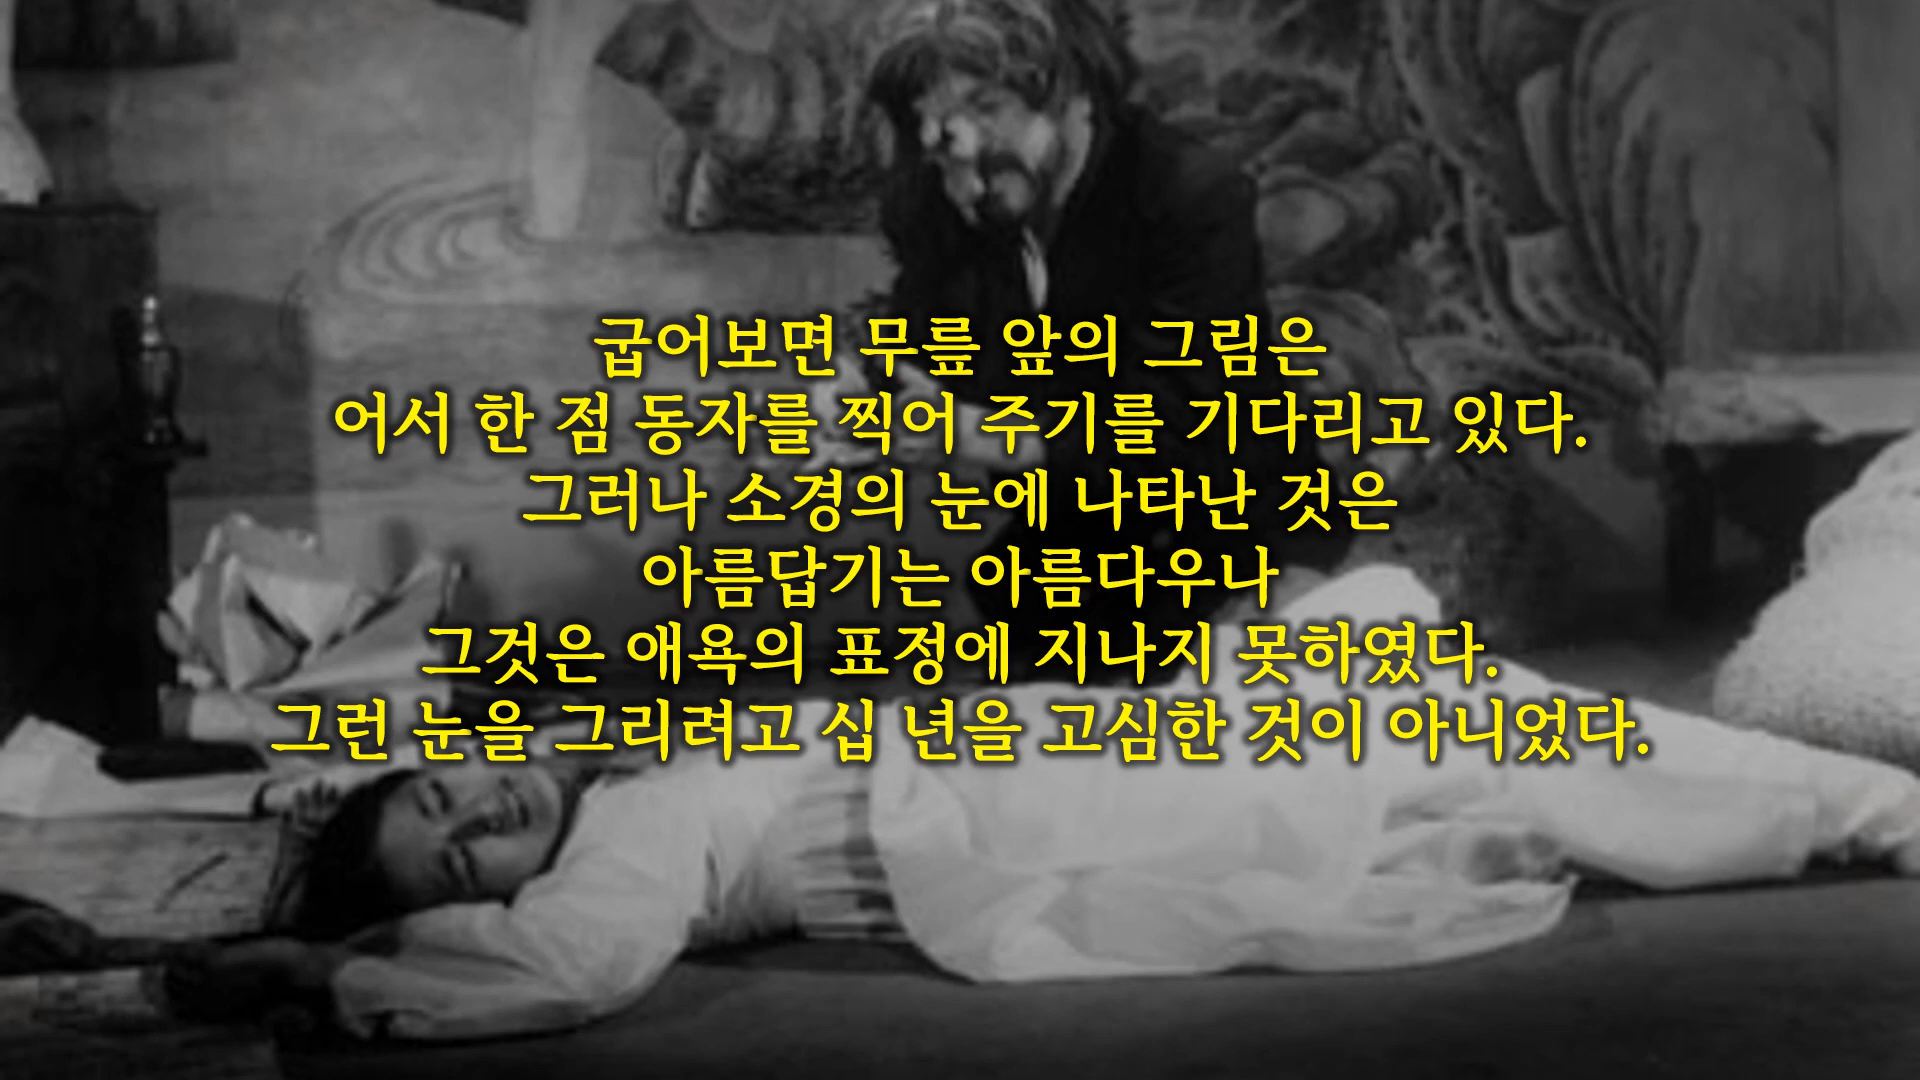 굽어보면 무릎 앞의 그림은
어서 한 점 동자를 찍어 주기를 기다리고 있다.
그러나 소경의 눈에 나타난 것은
아름답기는 아름다우나
그것은 애욕의 표정에 지나지 못하였다.
그런 눈을 그리려고 십 년을 고심한 것이 아니었다.